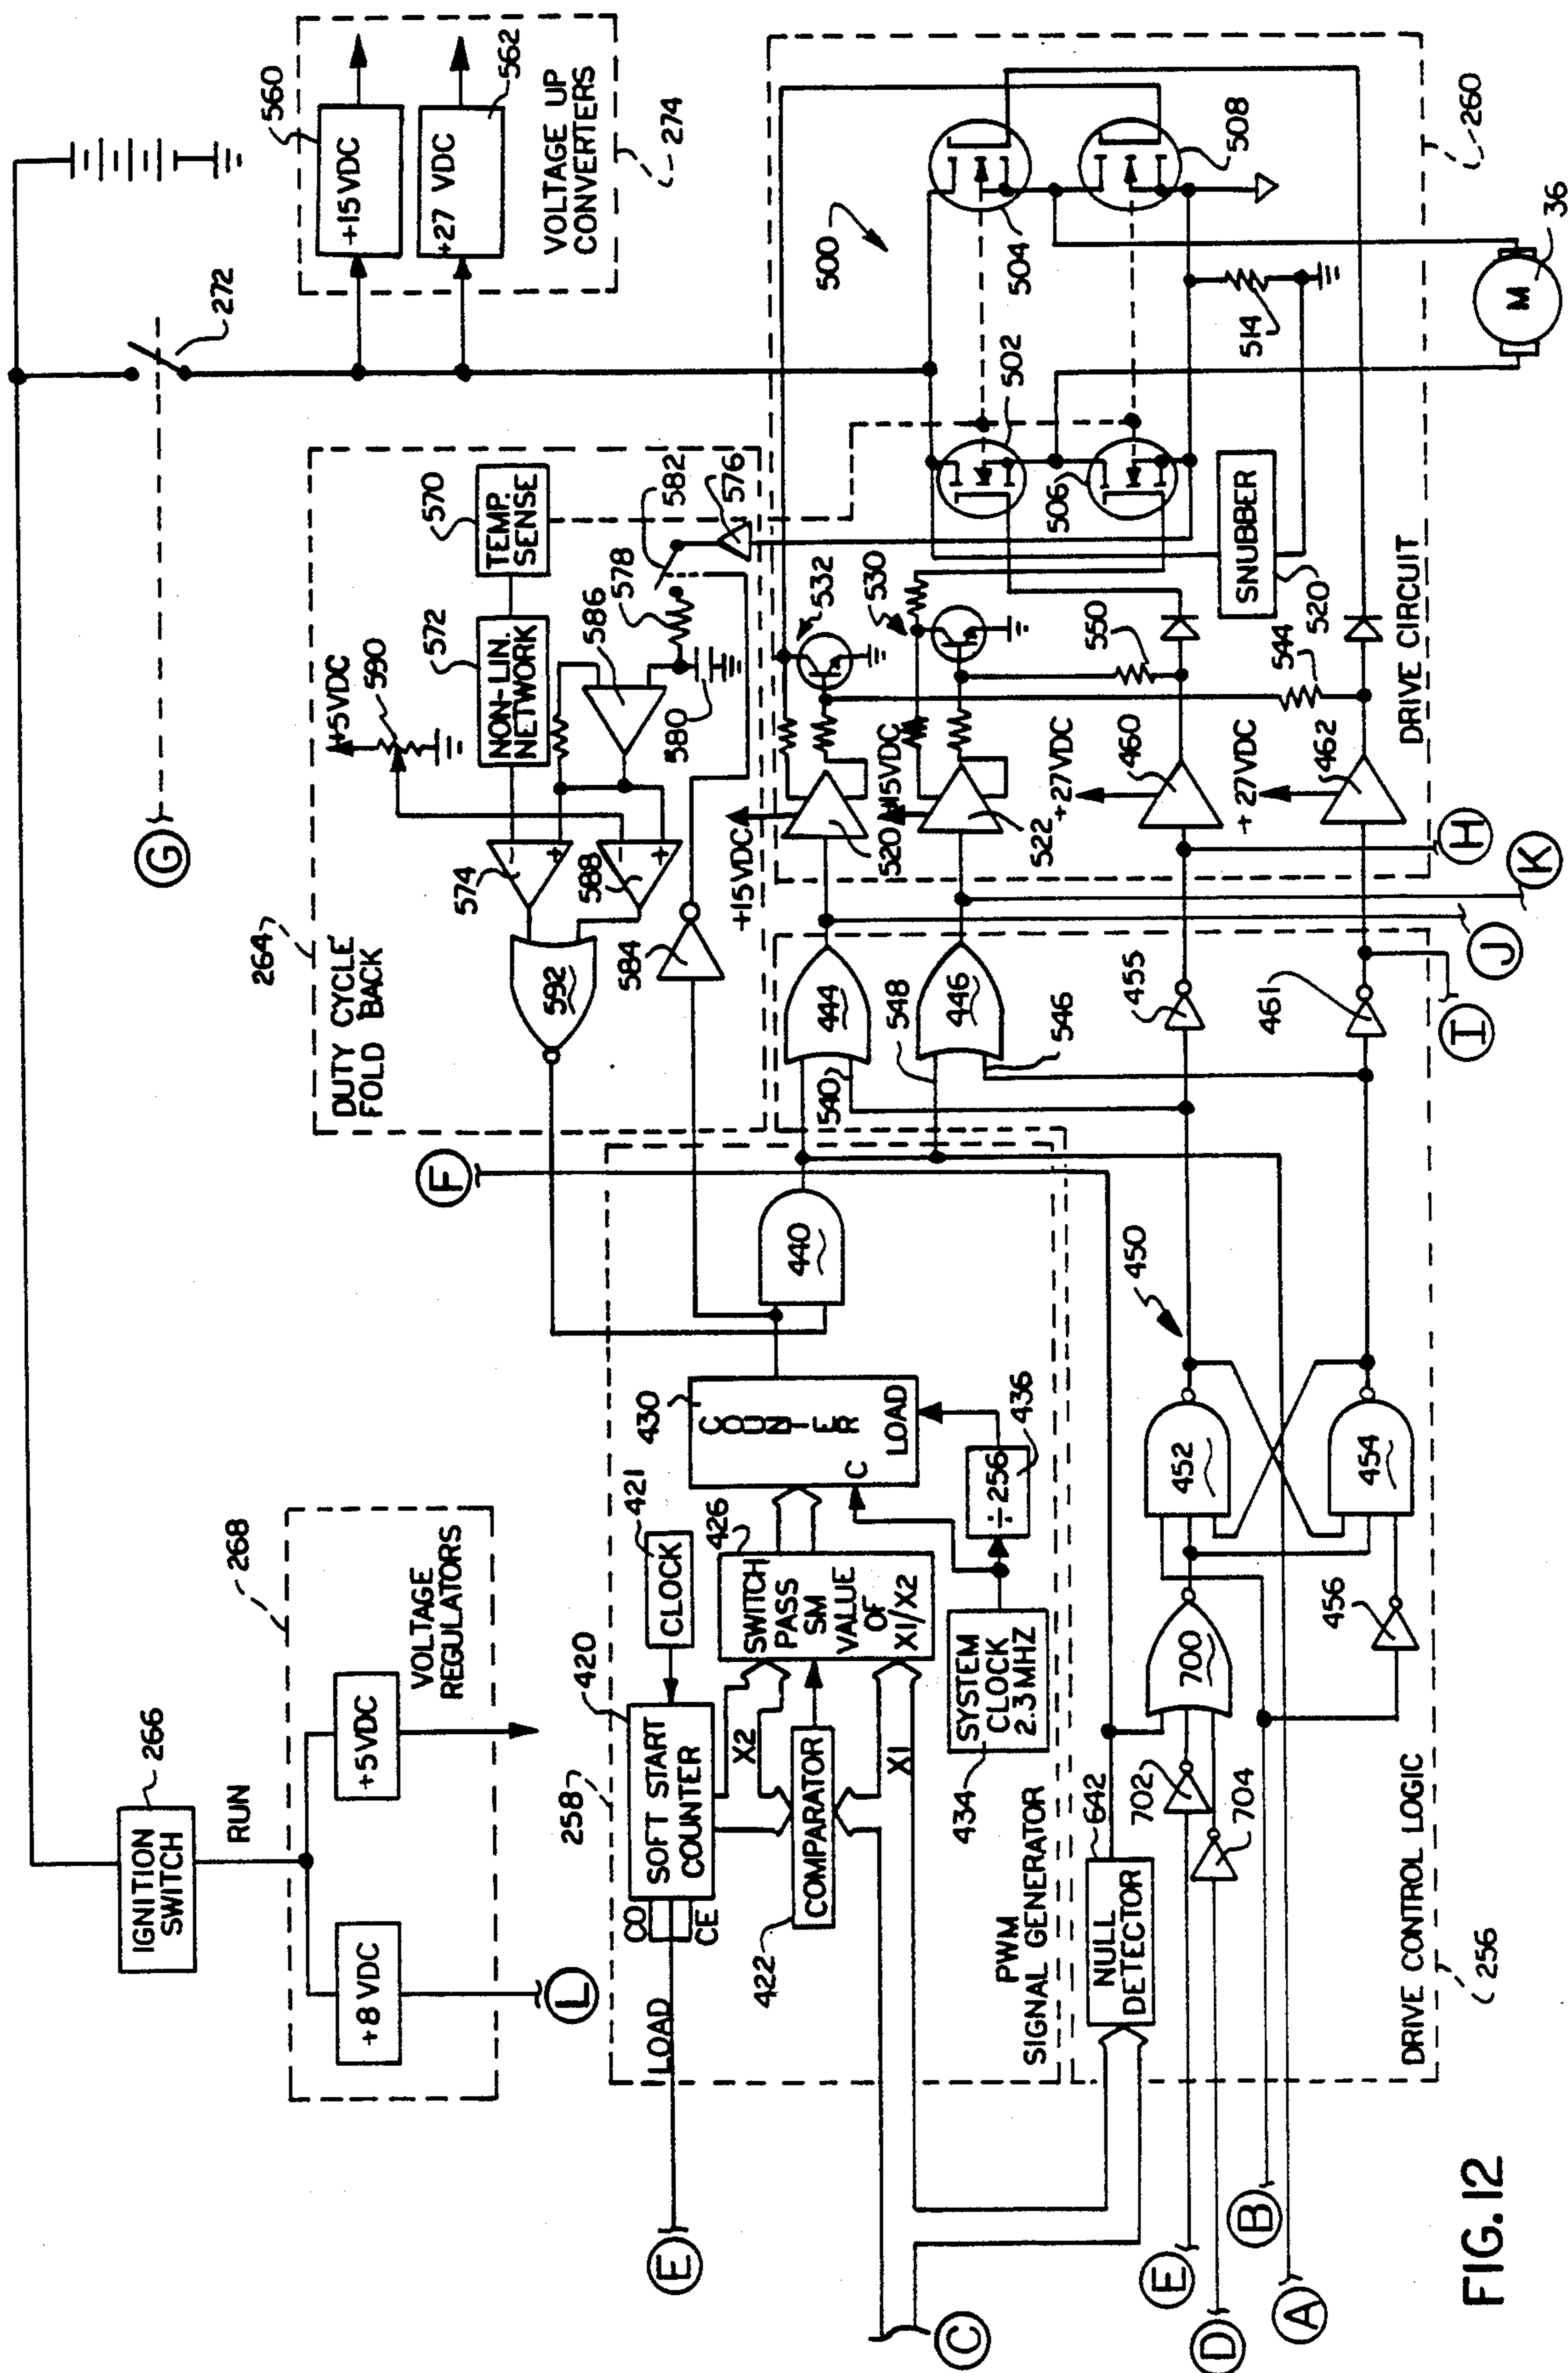 G
272
560
+15VDC
+27 VDC
562
VOLTAGE UP
CONVERTERS
274
IGNITION
SWITCH
266
RUN
268
+8 VDC
+5VDC
VOLTAGE
REGULATORS
L
264
DUTY CYCLE
FOLD BACK
+5VDC
590
572
NON-LIN.
NETWORK
570
TEMP.
SENSE
574
-
+
588
-
+
586
578
582
576
580
592
584
F
E
LOAD
258
CO
CE
420
SOFT START
COUNTER
421
CLOCK
X2
422
COMPARATOR
426
SWITCH
PASS
SM
VALUE
OF
X1/X2
X1
430
COUNTER
C
LOAD
434
SYSTEM
CLOCK
2.3MHZ
÷256
436
440
PWM
SIGNAL GENERATOR
C
444
446
540
548
546
+15VDC
520
+15VDC
522
532
530
500
502
504
506
508
514
550
544
SNUBBER
520
+27VDC
460
+27VDC
462
DRIVE CIRCUIT
260
M
36
642
NULL
DETECTOR
702
704
700
450
452
454
456
455
461
DRIVE CONTROL LOGIC
256
E
D
B
A
J
K
H
I
FIG.12